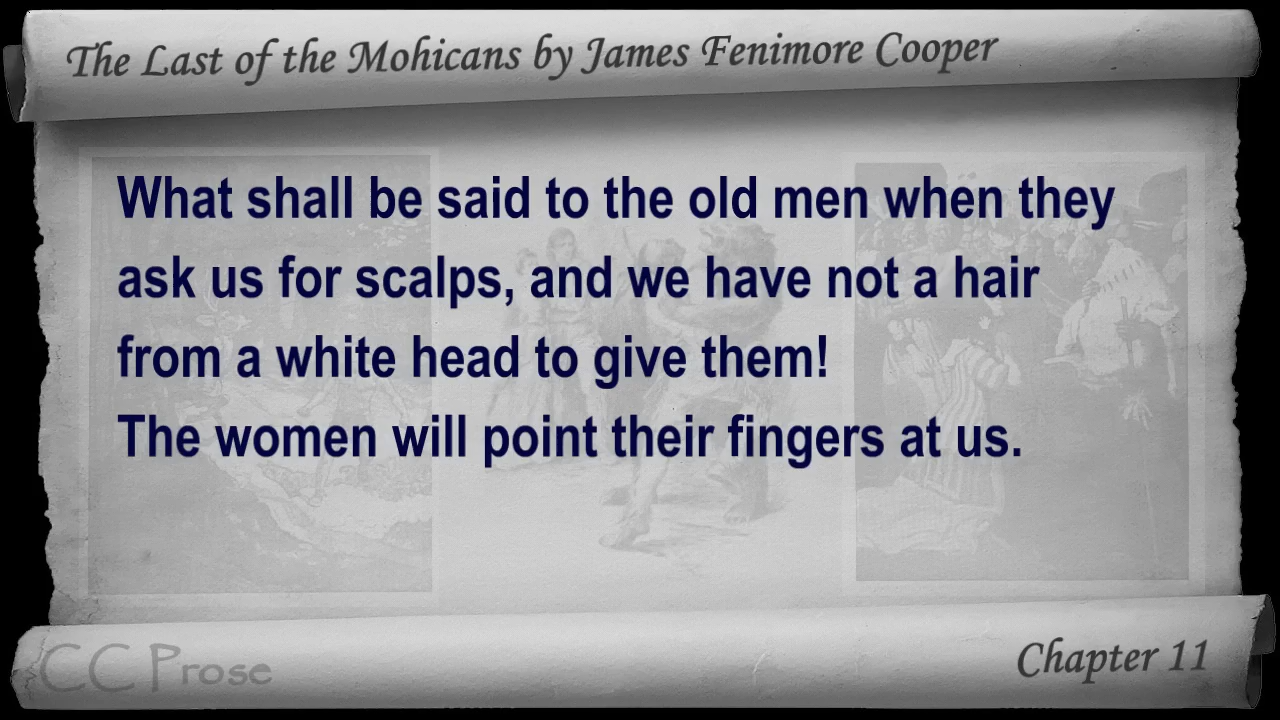 The Last of the Mohicans by James Fenimore Cooper
What shall be said to the old men when they
ask us for scalps, and we have not a hair
from a white head to give them!
The women will point their fingers at us.
CC Prose
Chapter 11